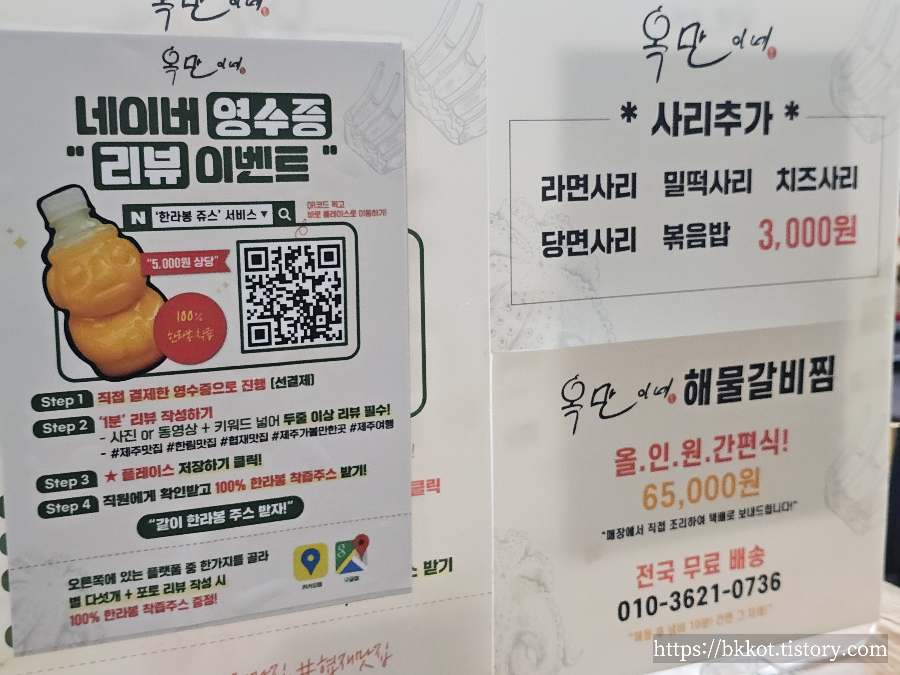 옥만이네
네이버 영수증
" 리뷰 이벤트 "
N '한라봉 쥬스' 서비스▼
QR코드 찍고
바로 플레이스로 이동하기!
"5,000원 상당"
100%
한라봉 착즙
Step 1 직접 결제한 영수증으로 진행 (선결제)
Step 2 '1분' 리뷰 작성하기
- 사진 or 동영상 + 키워드 넣어 두줄 이상 리뷰 필수!
- #제주맛집 #한림맛집 #협재맛집 #제주가볼만한곳 #제주여행
Step 3 ★ 플레이스 저장하기 클릭!
Step 4 직원에게 확인받고 100% 한라봉 착즙주스 받기!
"같이 한라봉 주스 받자!"
오른쪽에 있는 플랫폼 중 한가지를 골라
별 다섯개 + 포토 리뷰 작성 시
100% 한라봉 착즙주스 증정!
카카오맵
구글맵
클릭
받기
#협재맛집
옥만이네
* 사리추가 *
라면사리 밀떡사리 치즈사리
당면사리 볶음밥 3,000원
옥만이네 해물갈비찜
올.인.원.간편식!
65,000원
"매장에서 직접 조리하여 택배로 보내드립니다!"
전국 무료 배송
010-3621-0736
https://bkkot.tistory.com